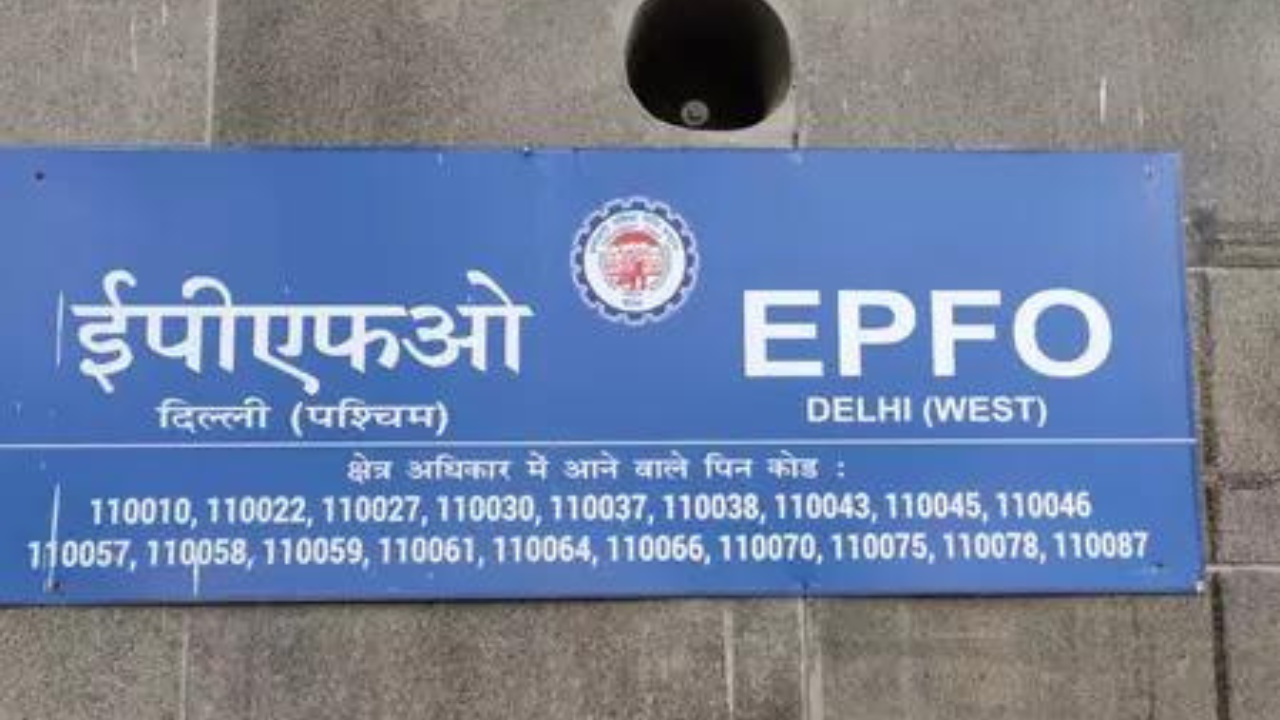 ईपीएफओ
दिल्ली (पश्चिम)
EPFO
DELHI (WEST)
क्षेत्र अधिकार में आने वाले पिन कोड :
110010, 110022, 110027, 110030, 110037, 110038, 110043, 110045, 110046
110057, 110058, 110059, 110061, 110064, 110066, 110070, 110075, 110078, 110087